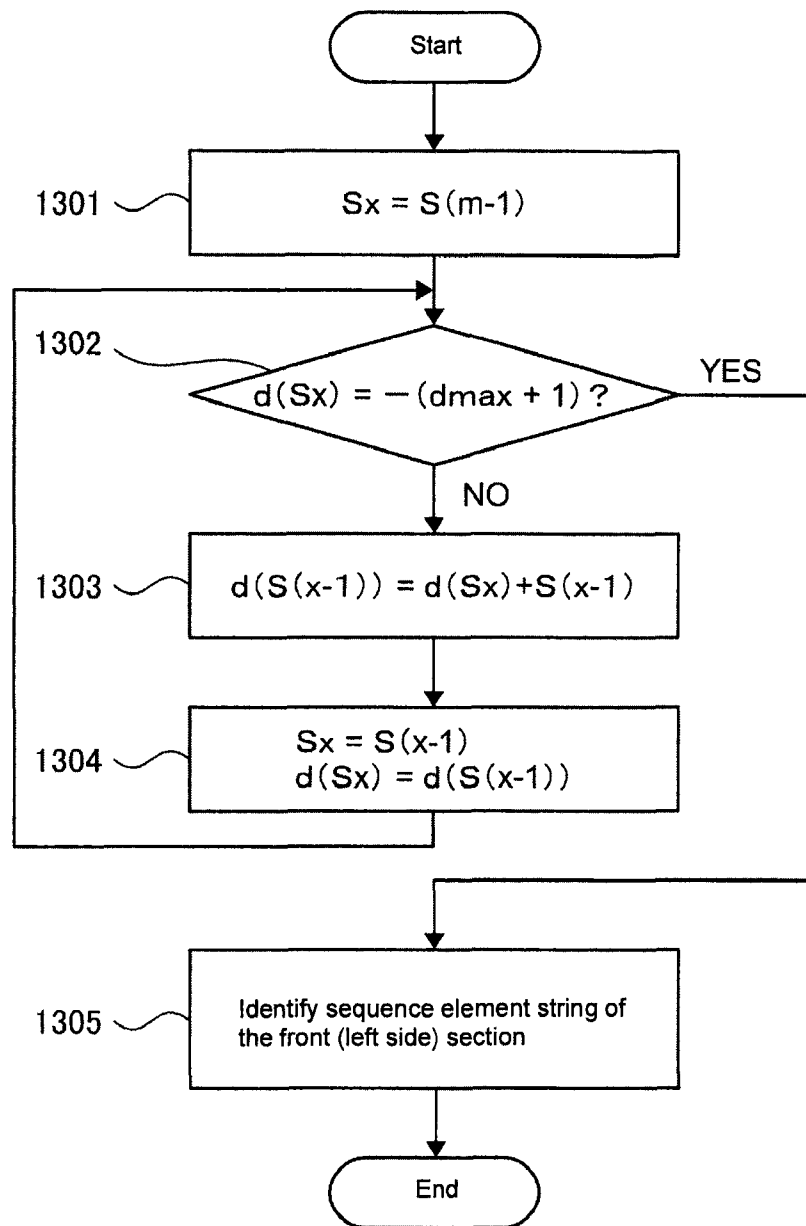 Start
1301
Sx = S(m-1)
1302
d(Sx) = -(dmax + 1) ?
YES
NO
1303
d(S(x-1)) = d(Sx)+S(x-1)
1304
Sx = S(x-1)
d(Sx) = d(S(x-1))
1305
Identify sequence element string of
the front (left side) section
End